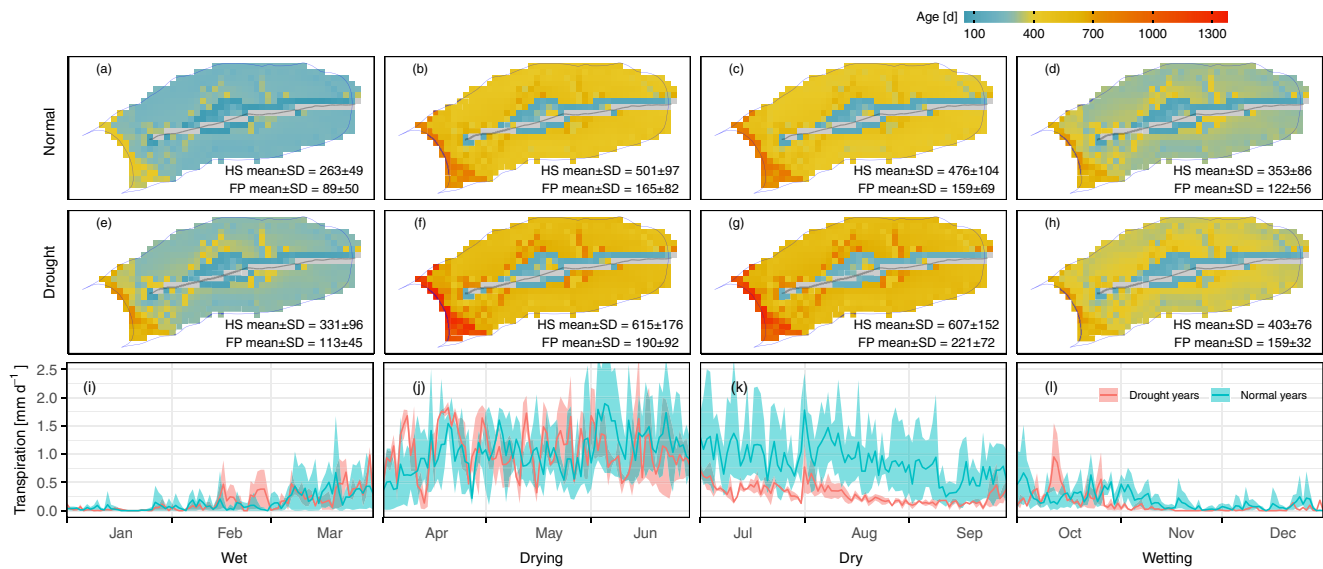 Age [d]
100 400 700 1000 1300
Normal
(a)
HS mean±SD = 263±49
FP mean±SD = 89±50
(b)
HS mean±SD = 501±97
FP mean±SD = 165±82
(c)
HS mean±SD = 476±104
FP mean±SD = 159±69
(d)
HS mean±SD = 353±86
FP mean±SD = 122±56
Drought
(e)
HS mean±SD = 331±96
FP mean±SD = 113±45
(f)
HS mean±SD = 615±176
FP mean±SD = 190±92
(g)
HS mean±SD = 607±152
FP mean±SD = 221±72
(h)
HS mean±SD = 403±76
FP mean±SD = 159±32
Transpiration [mm d⁻¹ ]
2.5
2.0
1.5
1.0
0.5
0.0
(i)
(j)
(k)
(l)
Drought years
Normal years
Jan Feb Mar
Apr May Jun
Jul Aug Sep
Oct Nov Dec
Wet
Drying
Dry
Wetting